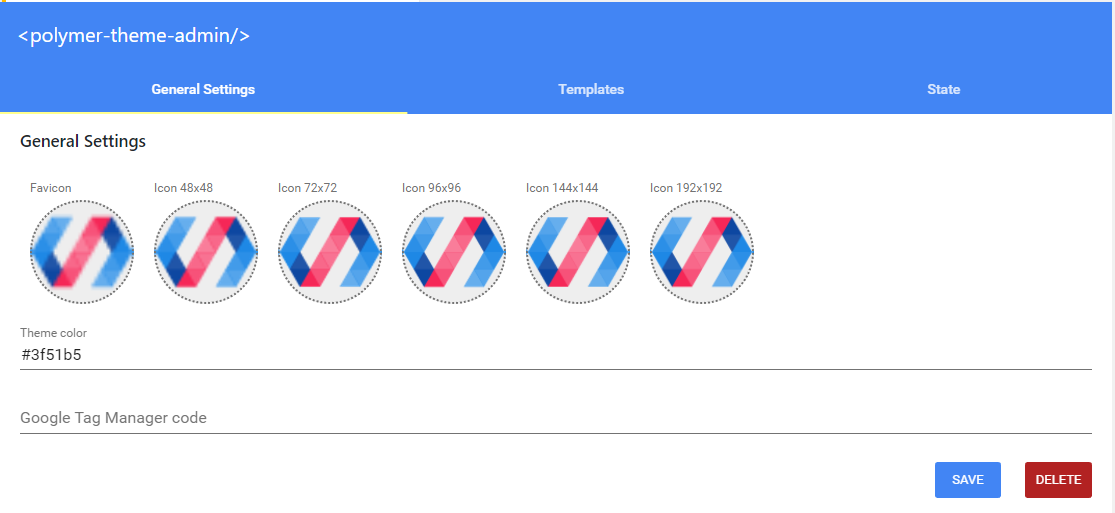 <polymer-theme-admin/>
General Settings Templates State
General Settings
Favicon Icon 48x48 Icon 72x72 Icon 96x96 Icon 144x144 Icon 192x192
Theme color
#3f51b5
Google Tag Manager code
SAVE DELETE